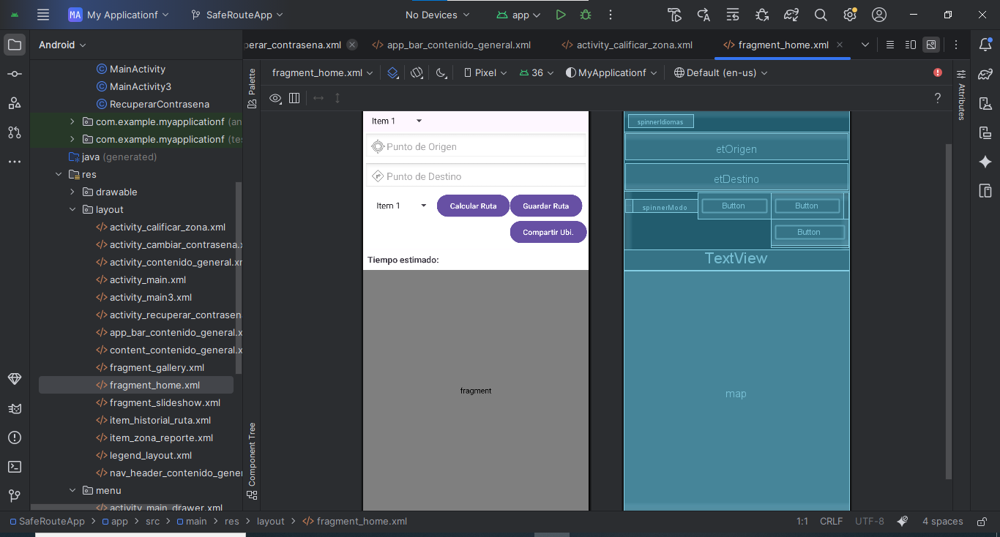 MA My Applicationf SafeRouteApp No Devices app
Android
perar_contrasena.xml app_bar_contenido_general.xml activity_calificar_zona.xml fragment_home.xml
fragment_home.xml Pixel 36 MyApplicationf Default (en-us)
Palette
Component Tree
Attributes
?
MainActivity
MainActivity3
RecuperarContrasena
com.example.myapplicationf (an
com.example.myapplicationf (tes
java (generated)
res
drawable
layout
activity_calificar_zona.xml
activity_cambiar_contrasena.x
activity_contenido_general.xm
activity_main.xml
activity_main3.xml
activity_recuperar_contrasena
app_bar_contenido_general.x
content_contenido_general.x
fragment_gallery.xml
fragment_home.xml
fragment_slideshow.xml
item_historial_ruta.xml
item_zona_reporte.xml
legend_layout.xml
nav_header_contenido_gener
menu
activity_main_drawer.xml
Item 1
Punto de Origen
Punto de Destino
Item 1 Calcular Ruta Guardar Ruta
Compartir Ubi.
Tiempo estimado:
fragment
spinnerIdiomas
etOrigen
etDestino
spinnerModo Button Button
Button
TextView
map
SafeRouteApp > app > src > main > res > layout > fragment_home.xml 1:1 CRLF UTF-8 4 spaces